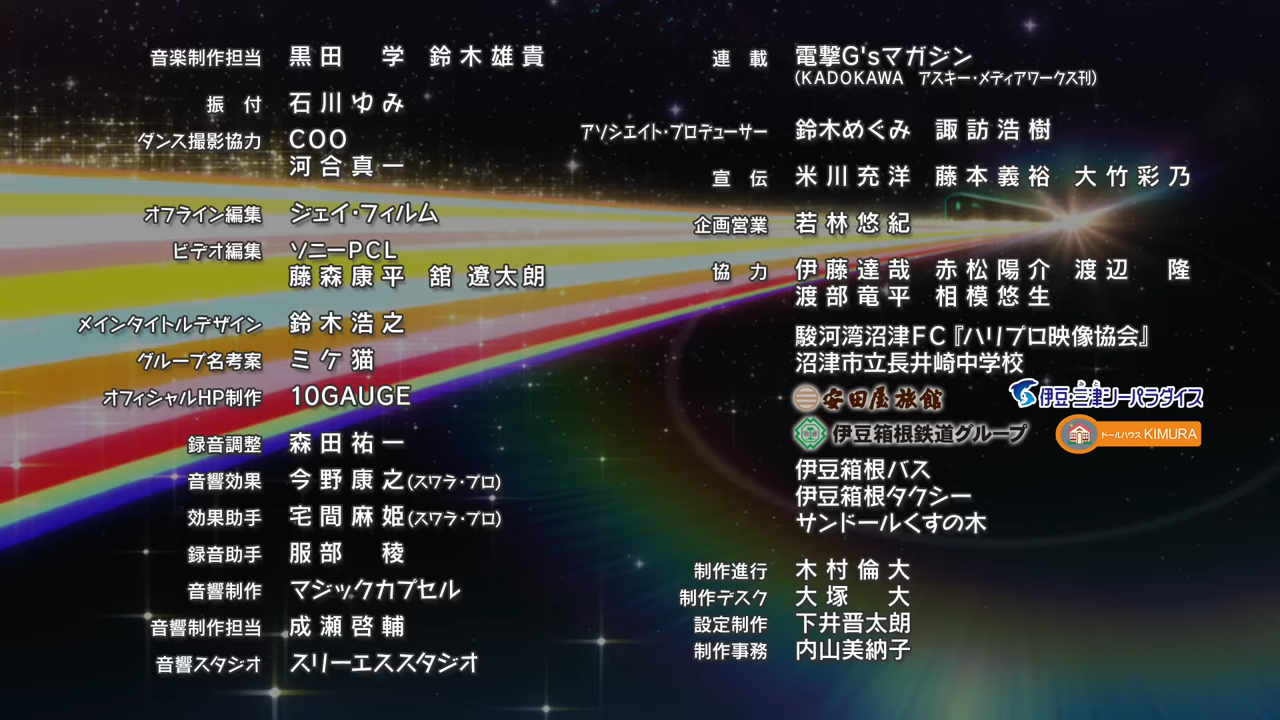 音楽制作担当 黒田 学 鈴木雄貴
振 付 石川ゆみ
ダンス撮影協力 COO
河合真一
オフライン編集 ジェイ・フィルム
ビデオ編集 ソニーPCL
藤森康平 舘 遼太朗
メインタイトルデザイン 鈴木浩之
グループ名考案 ミケ猫
オフィシャルHP制作 10GAUGE
録音調整 森田祐一
音響効果 今野康之(スワラ・プロ)
効果助手 宅間麻姫(スワラ・プロ)
録音助手 服部 稜
音響制作 マジックカプセル
音響制作担当 成瀬啓輔
音響スタジオ スリーエススタジオ
連 載 電撃G'sマガジン
(KADOKAWA アスキー・メディアワークス刊)
アソシエイト・プロデューサー 鈴木めぐみ 諏訪浩樹
宣 伝 米川充洋 藤本義裕 大竹彩乃
企画営業 若林悠紀
協 力 伊藤達哉 赤松陽介 渡辺 隆
渡部竜平 相模悠生
駿河湾沼津FC『ハリプロ映像協会』
沼津市立長井崎中学校
安田屋旅館 伊豆・三津シーパラダイス
伊豆箱根鉄道グループ ドールハウス KIMURA
伊豆箱根バス
伊豆箱根タクシー
サンドールくすの木
制作進行 木村倫大
制作デスク 大塚 大
設定制作 下井晋太朗
制作事務 内山美納子